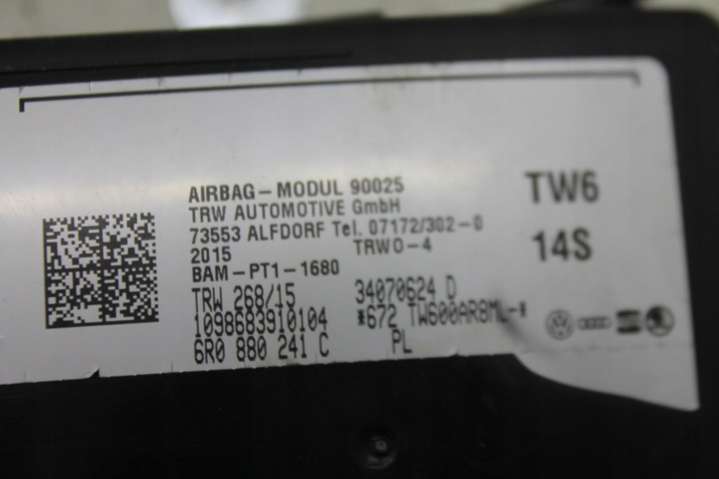 AIRBAG-MODUL 90025
TRW AUTOMOTIVE GmbH
73553 ALFDORF Tel. 07172/302-0
2015 TRWO-4
BAM-PT1-1680
TRW 268/15 34070624 D
1098683910104 *672 TW600AR8ML-*
6R0 880 241 C PL
TW6
14S